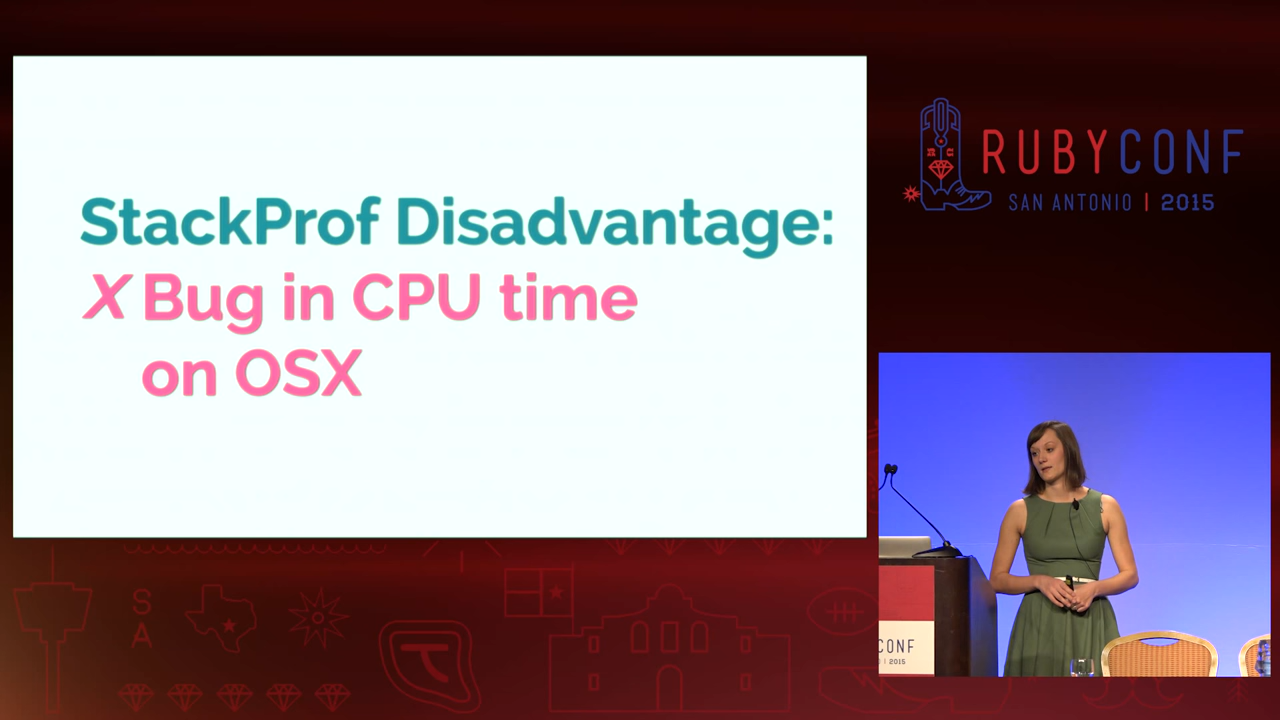 StackProf Disadvantage:
X Bug in CPU time
on OSX
RUBYCONF
SAN ANTONIO | 2015
S
A
CONF
| 2015